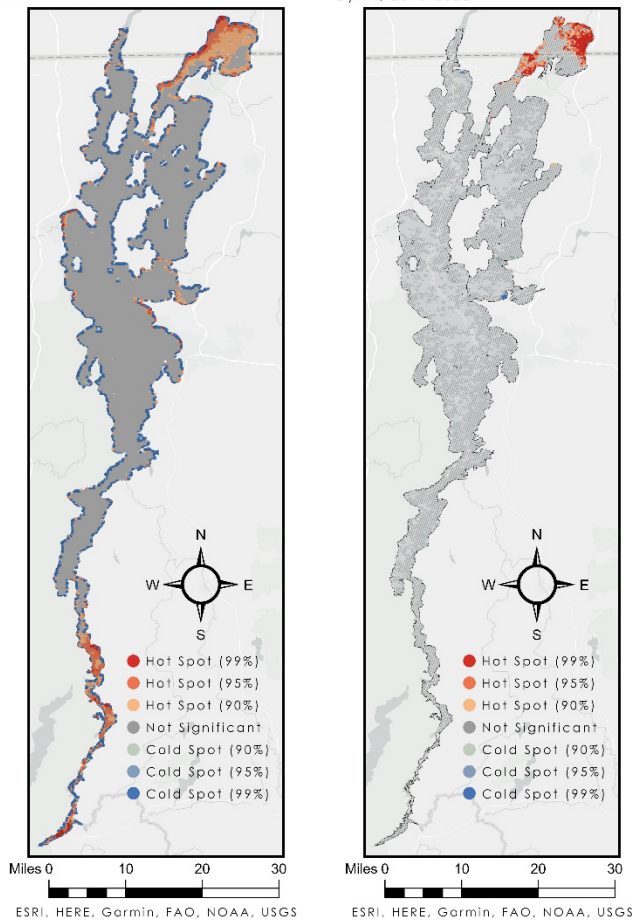 N
W E
S
Hot Spot (99%)
Hot Spot (95%)
Hot Spot (90%)
Not Significant
Cold Spot (90%)
Cold Spot (95%)
Cold Spot (99%)
Miles 0 10 20 30
ESRI, HERE, Garmin, FAO, NOAA, USGS
N
W E
S
Hot Spot (99%)
Hot Spot (95%)
Hot Spot (90%)
Not Significant
Cold Spot (90%)
Cold Spot (95%)
Cold Spot (99%)
Miles 0 10 20 30
ESRI, HERE, Garmin, FAO, NOAA, USGS